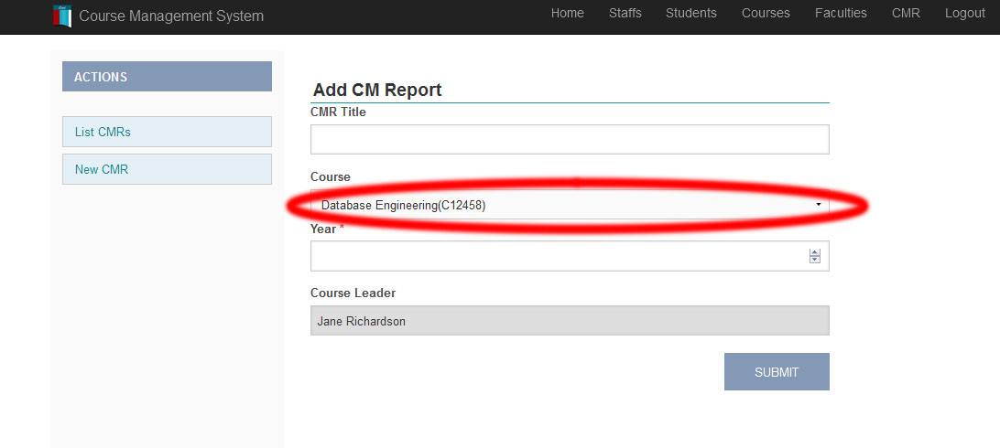 Course Management System
Home Staffs Students Courses Faculties CMR Logout
ACTIONS
List CMRs
New CMR
Add CM Report
CMR Title
Course
Database Engineering(C12458)
Year *
Course Leader
Jane Richardson
SUBMIT